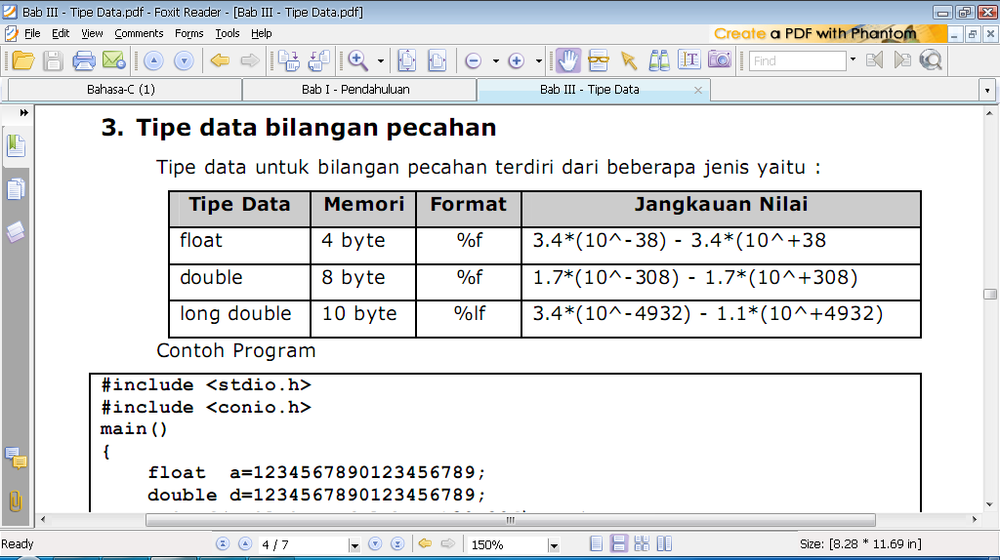 Bab III - Tipe Data.pdf - Foxit Reader - [Bab III - Tipe Data.pdf]
File Edit View Comments Forms Tools Help
Create a PDF with Phantom
Find
Bahasa-C (1) Bab I - Pendahuluan Bab III - Tipe Data
3. Tipe data bilangan pecahan
Tipe data untuk bilangan pecahan terdiri dari beberapa jenis yaitu :
Tipe Data Memori Format Jangkauan Nilai
float 4 byte %f 3.4*(10^-38) - 3.4*(10^+38
double 8 byte %f 1.7*(10^-308) - 1.7*(10^+308)
long double 10 byte %lf 3.4*(10^-4932) - 1.1*(10^+4932)
Contoh Program
#include <stdio.h>
#include <conio.h>
main()
{
float a=1234567890123456789;
double d=1234567890123456789;
Ready 4 / 7 150% Size: [8.28 * 11.69 in]